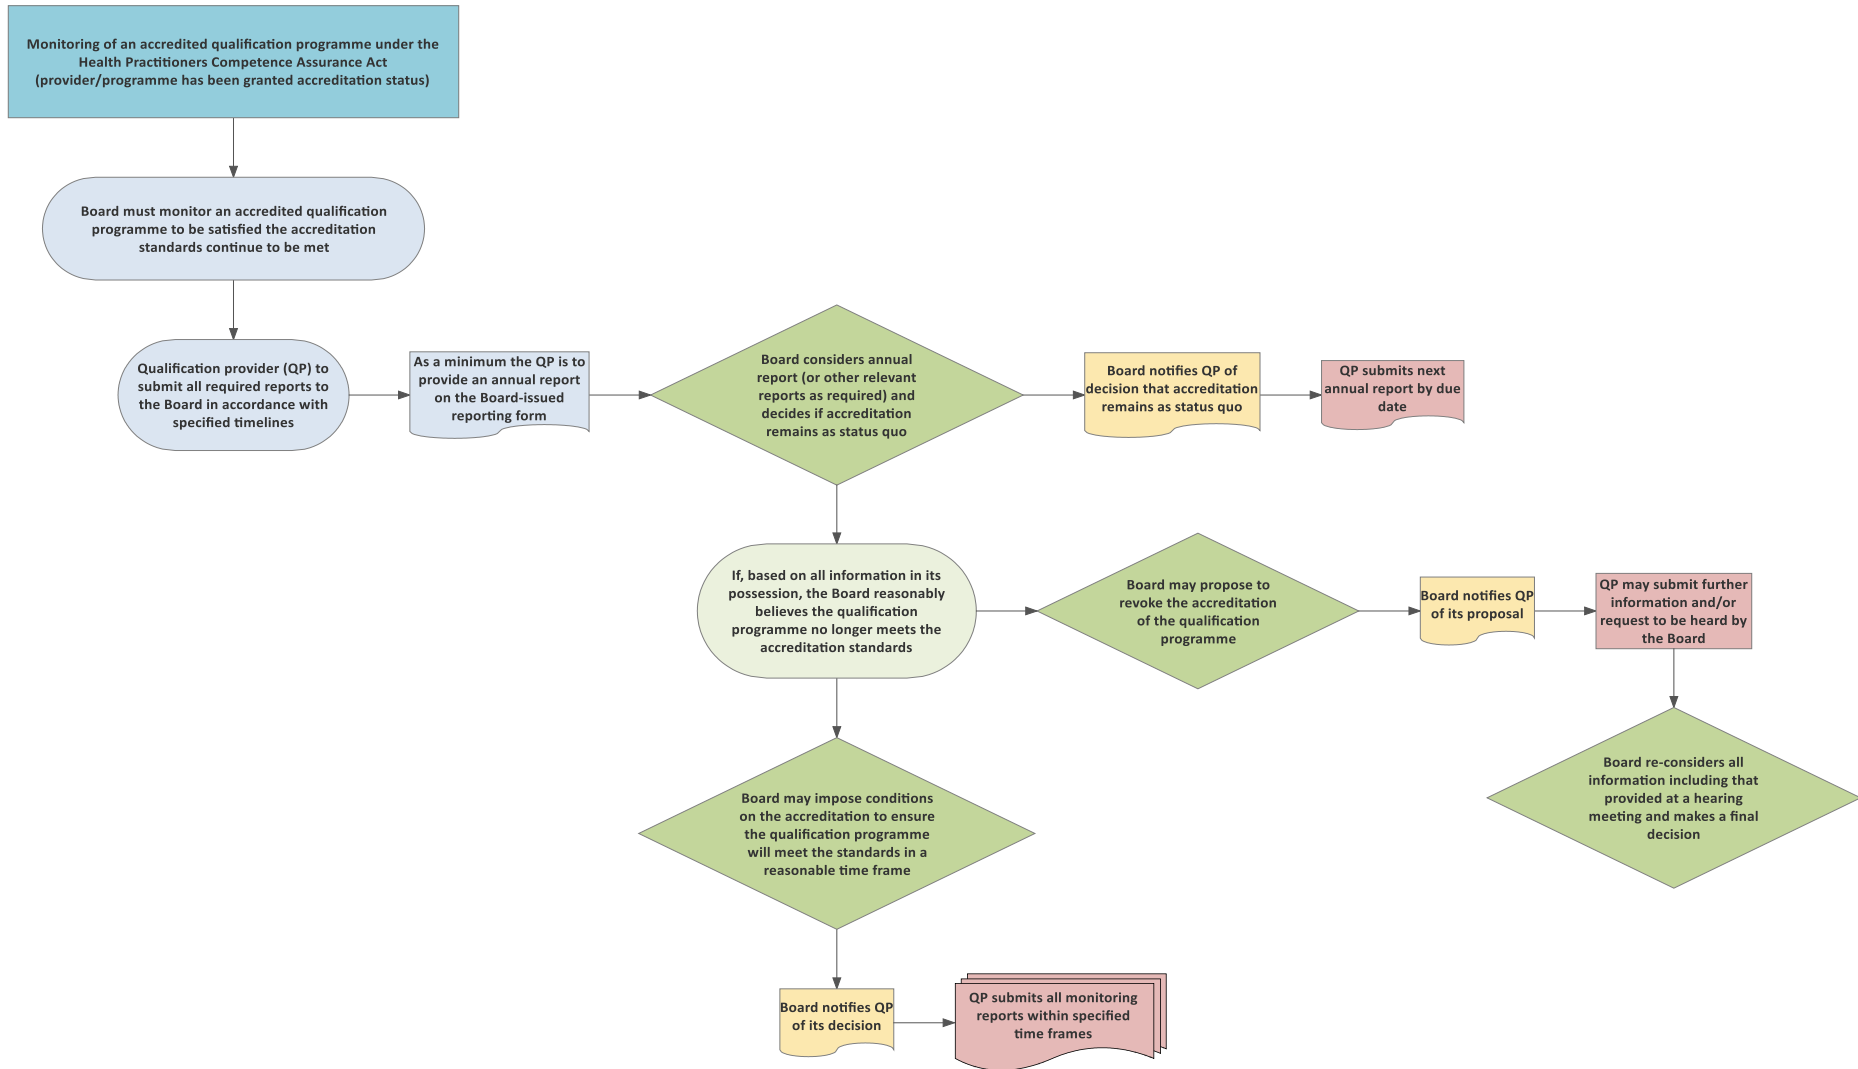 Monitoring of an accredited qualification programme under the
Health Practitioners Competence Assurance Act
(provider/programme has been granted accreditation status)
Board must monitor an accredited qualification
programme to be satisfied the accreditation
standards continue to be met
Qualification provider (QP) to
submit all required reports to
the Board in accordance with
specified timelines
As a minimum the QP is to
provide an annual report
on the Board-issued
reporting form
Board considers annual
report (or other relevant
reports as required) and
decides if accreditation
remains as status quo
Board notifies QP of
decision that accreditation
remains as status quo
QP submits next
annual report by due
date
If, based on all information in its
possession, the Board reasonably
believes the qualification
programme no longer meets the
accreditation standards
Board may propose to
revoke the accreditation
of the qualification
programme
Board notifies QP
of its proposal
QP may submit further
information and/or
request to be heard by
the Board
Board re-considers all
information including that
provided at a hearing
meeting and makes a final
decision
Board may impose conditions
on the accreditation to ensure
the qualification programme
will meet the standards in a
reasonable time frame
Board notifies QP
of its decision
QP submits all monitoring
reports within specified
time frames